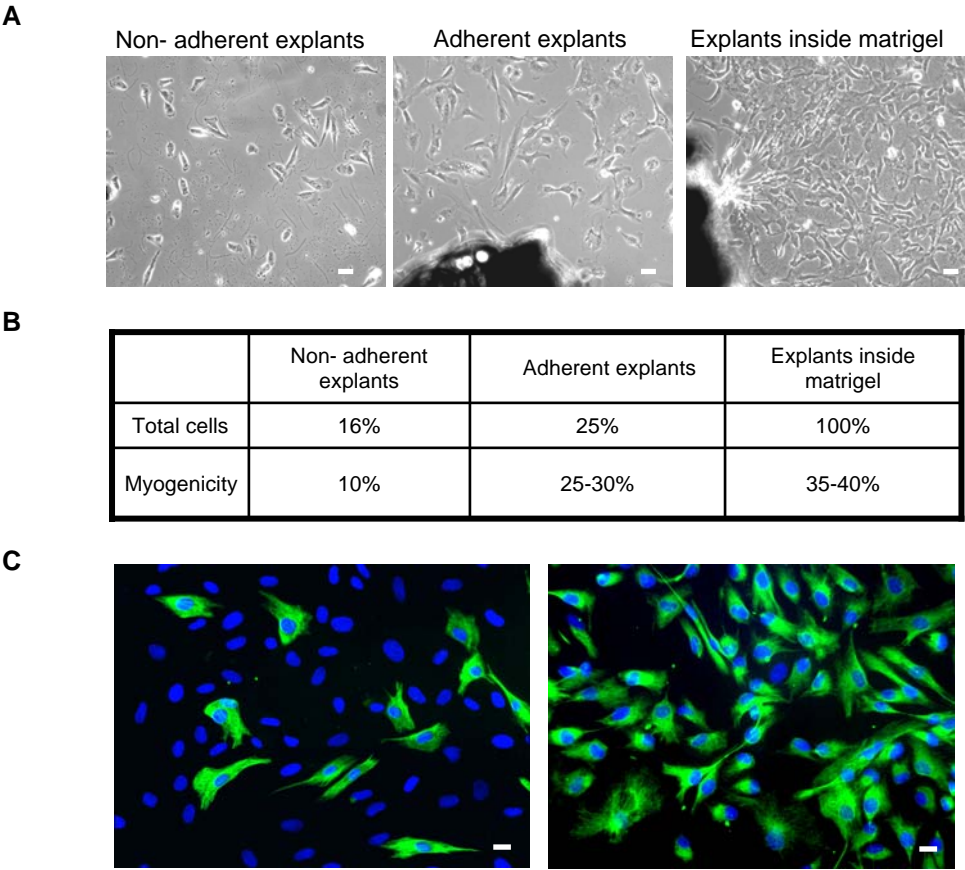 A
Non- adherent explants
Adherent explants
Explants inside matrigel
B
Non- adherent
explants
Adherent explants
Explants inside
matrigel
Total cells
16%
25%
100%
Myogenicity
10%
25-30%
35-40%
C